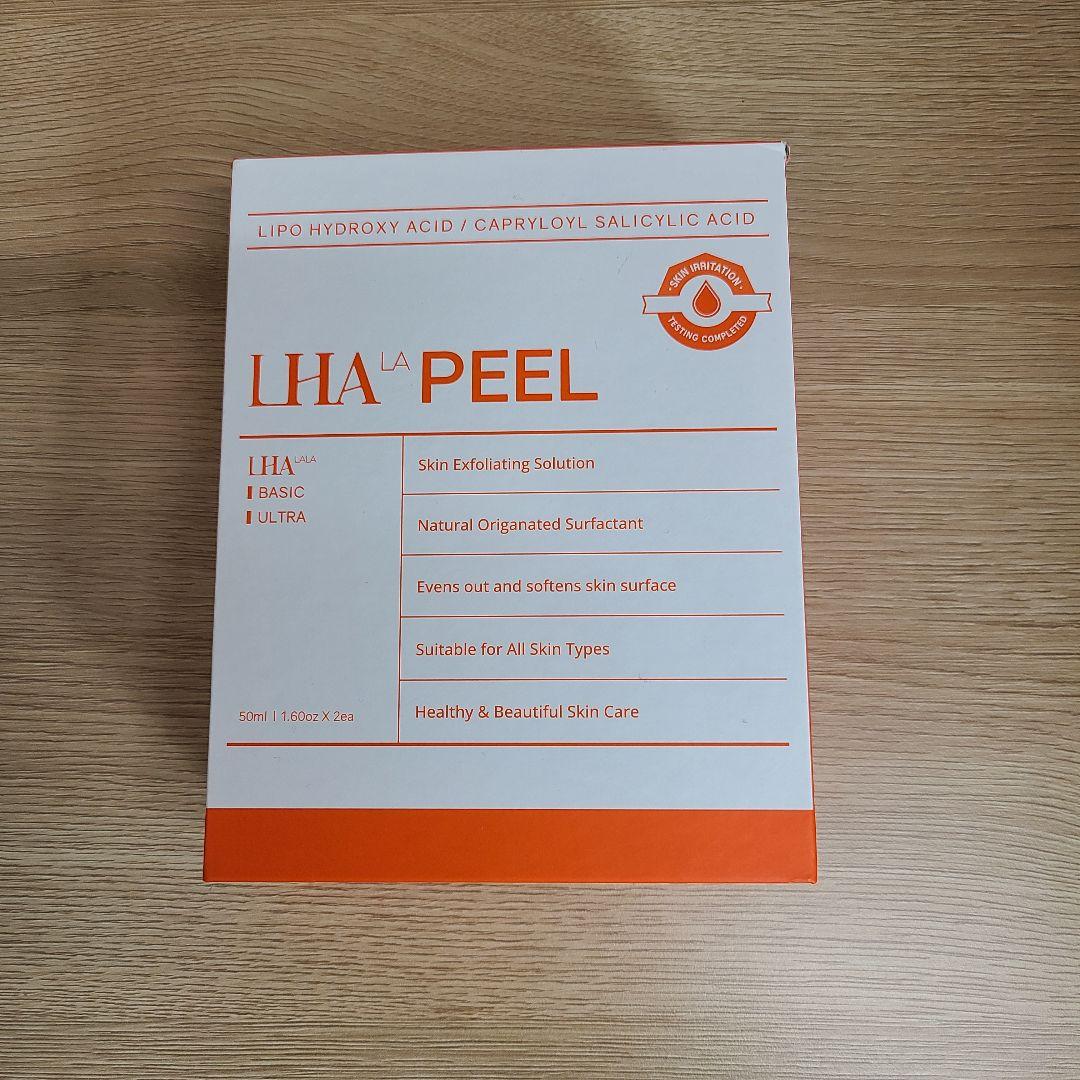 LIPO HYDROXY ACID / CAPRYLOYL SALICYLIC ACID
· SKIN IRRITATION ·
TESTING COMPLETED
LHA LA PEEL
LHA LALA
BASIC
ULTRA
50ml | 1.60oz X 2ea
Skin Exfoliating Solution
Natural Origanated Surfactant
Evens out and softens skin surface
Suitable for All Skin Types
Healthy & Beautiful Skin Care